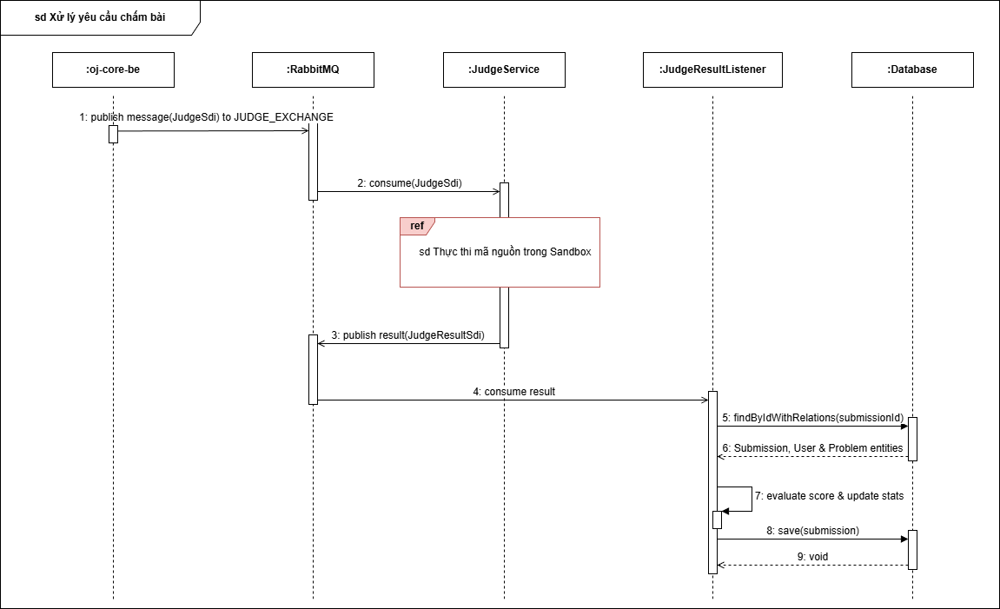 sd Xử lý yêu cầu chấm bài
:oj-core-be
:RabbitMQ
:JudgeService
:JudgeResultListener
:Database
1: publish message(JudgeSdi) to JUDGE_EXCHANGE
2: consume(JudgeSdi)
ref
sd Thực thi mã nguồn trong Sandbox
3: publish result(JudgeResultSdi)
4: consume result
5: findByIdWithRelations(submissionId)
6: Submission, User & Problem entities
7: evaluate score & update stats
8: save(submission)
9: void